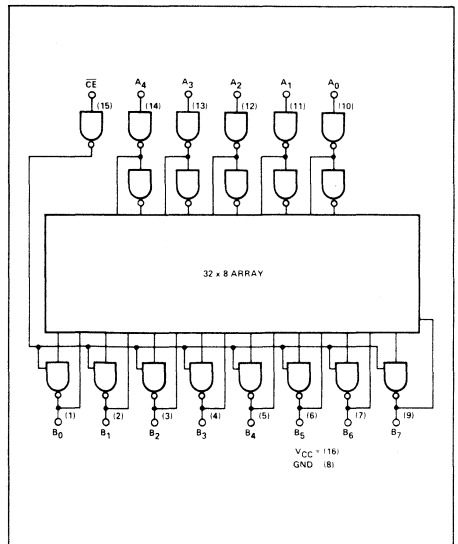 C̅E̅ A4 A3 A2 A1 A0
(15) (14) (13) (12) (11) (10)
32 x 8 ARRAY
(1) (2) (3) (4) (5) (6) (7) (9)
B0 B1 B2 B3 B4 B5 B6 B7
VCC = (16)
GND (8)